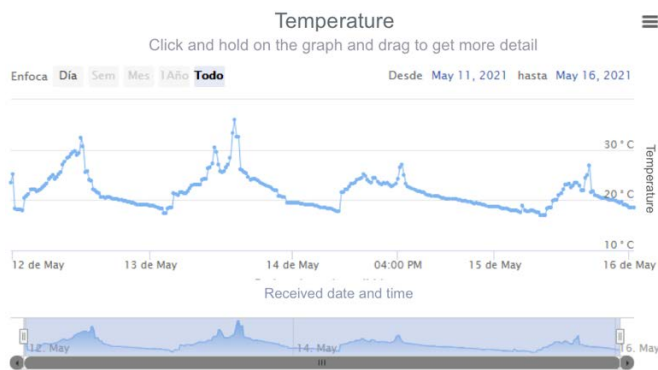 Temperature
Click and hold on the graph and drag to get more detail
Enfoca Día Sem Mes 1Año Todo Desde May 11, 2021 hasta May 16, 2021
30°C
20°C
10°C
Temperature
12 de May 13 de May 14 de May 04:00 PM 15 de May 16 de May
Received date and time
12. May 14. May 16. May